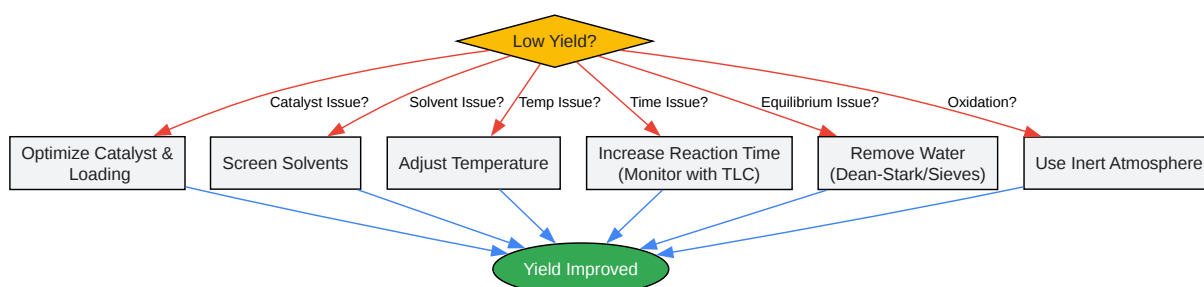 Low Yield?
Catalyst Issue?
Solvent Issue?
Temp Issue?
Time Issue?
Equilibrium Issue?
Oxidation?
Optimize Catalyst &
Loading
Screen Solvents
Adjust Temperature
Increase Reaction Time
(Monitor with TLC)
Remove Water
(Dean-Stark/Sieves)
Use Inert Atmosphere
Yield Improved